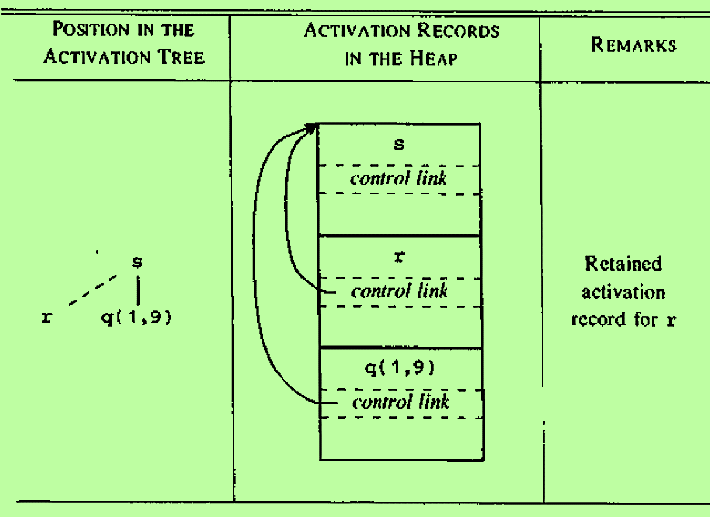 POSITION IN THE
ACTIVATION TREE
ACTIVATION RECORDS
IN THE HEAP
REMARKS
s
r q(1,9)
s
control link
r
control link
q(1,9)
control link
Retained
activation
record for r